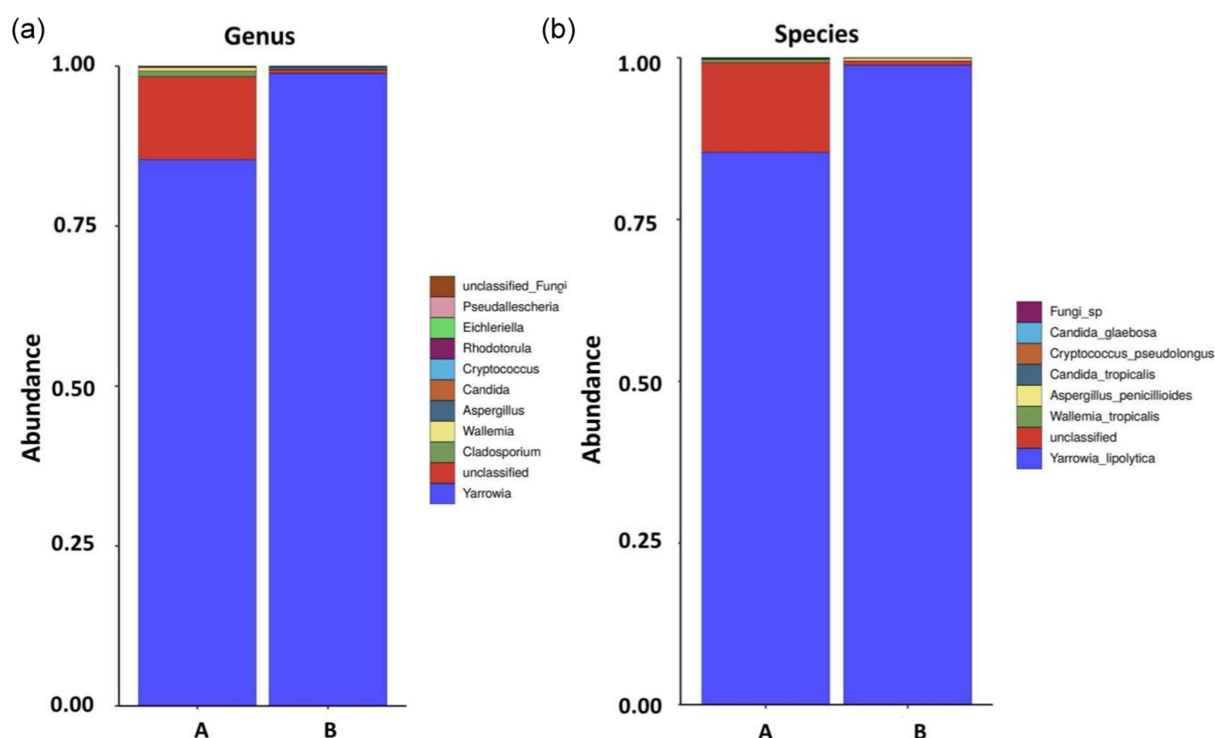 (a)
Genus
1.00
0.75
0.50
0.25
0.00
Abundance
A
B
unclassified_Fungi
Pseudallescheria
Eichleriella
Rhodotorula
Cryptococcus
Candida
Aspergillus
Wallemia
Cladosporium
unclassified
Yarrowia
(b)
Species
1.00
0.75
0.50
0.25
0.00
Abundance
A
B
Fungi_sp
Candida_glaebosa
Cryptococcus_pseudolongus
Candida_tropicalis
Aspergillus_penicillioides
Wallemia_tropicalis
unclassified
Yarrowia_lipolytica